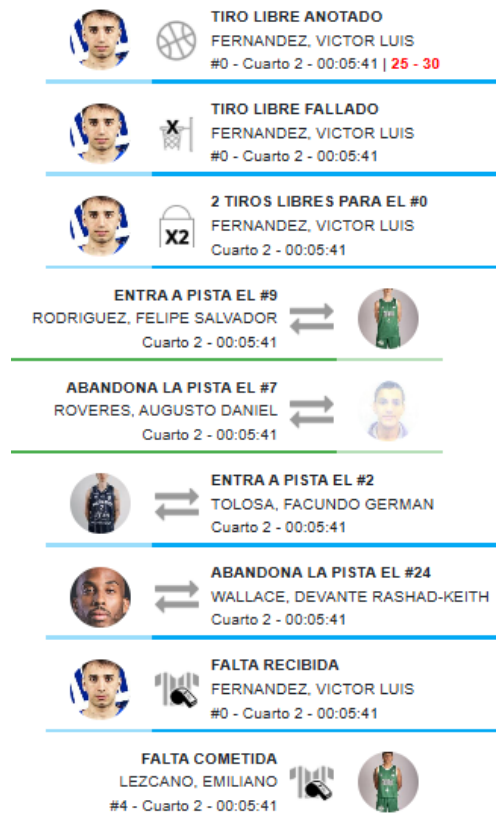 TIRO LIBRE ANOTADO
FERNANDEZ, VICTOR LUIS
#0 - Cuarto 2 - 00:05:41 | 25 - 30
TIRO LIBRE FALLADO
X
FERNANDEZ, VICTOR LUIS
#0 - Cuarto 2 - 00:05:41
2 TIROS LIBRES PARA EL #0
X2
FERNANDEZ, VICTOR LUIS
Cuarto 2 - 00:05:41
ENTRA A PISTA EL #9
RODRIGUEZ, FELIPE SALVADOR
Cuarto 2 - 00:05:41
ABANDONA LA PISTA EL #7
ROVERES, AUGUSTO DANIEL
Cuarto 2 - 00:05:41
ENTRA A PISTA EL #2
TOLOSA, FACUNDO GERMAN
Cuarto 2 - 00:05:41
ABANDONA LA PISTA EL #24
WALLACE, DEVANTE RASHAD-KEITH
Cuarto 2 - 00:05:41
FALTA RECIBIDA
FERNANDEZ, VICTOR LUIS
#0 - Cuarto 2 - 00:05:41
FALTA COMETIDA
LEZCANO, EMILIANO
#4 - Cuarto 2 - 00:05:41